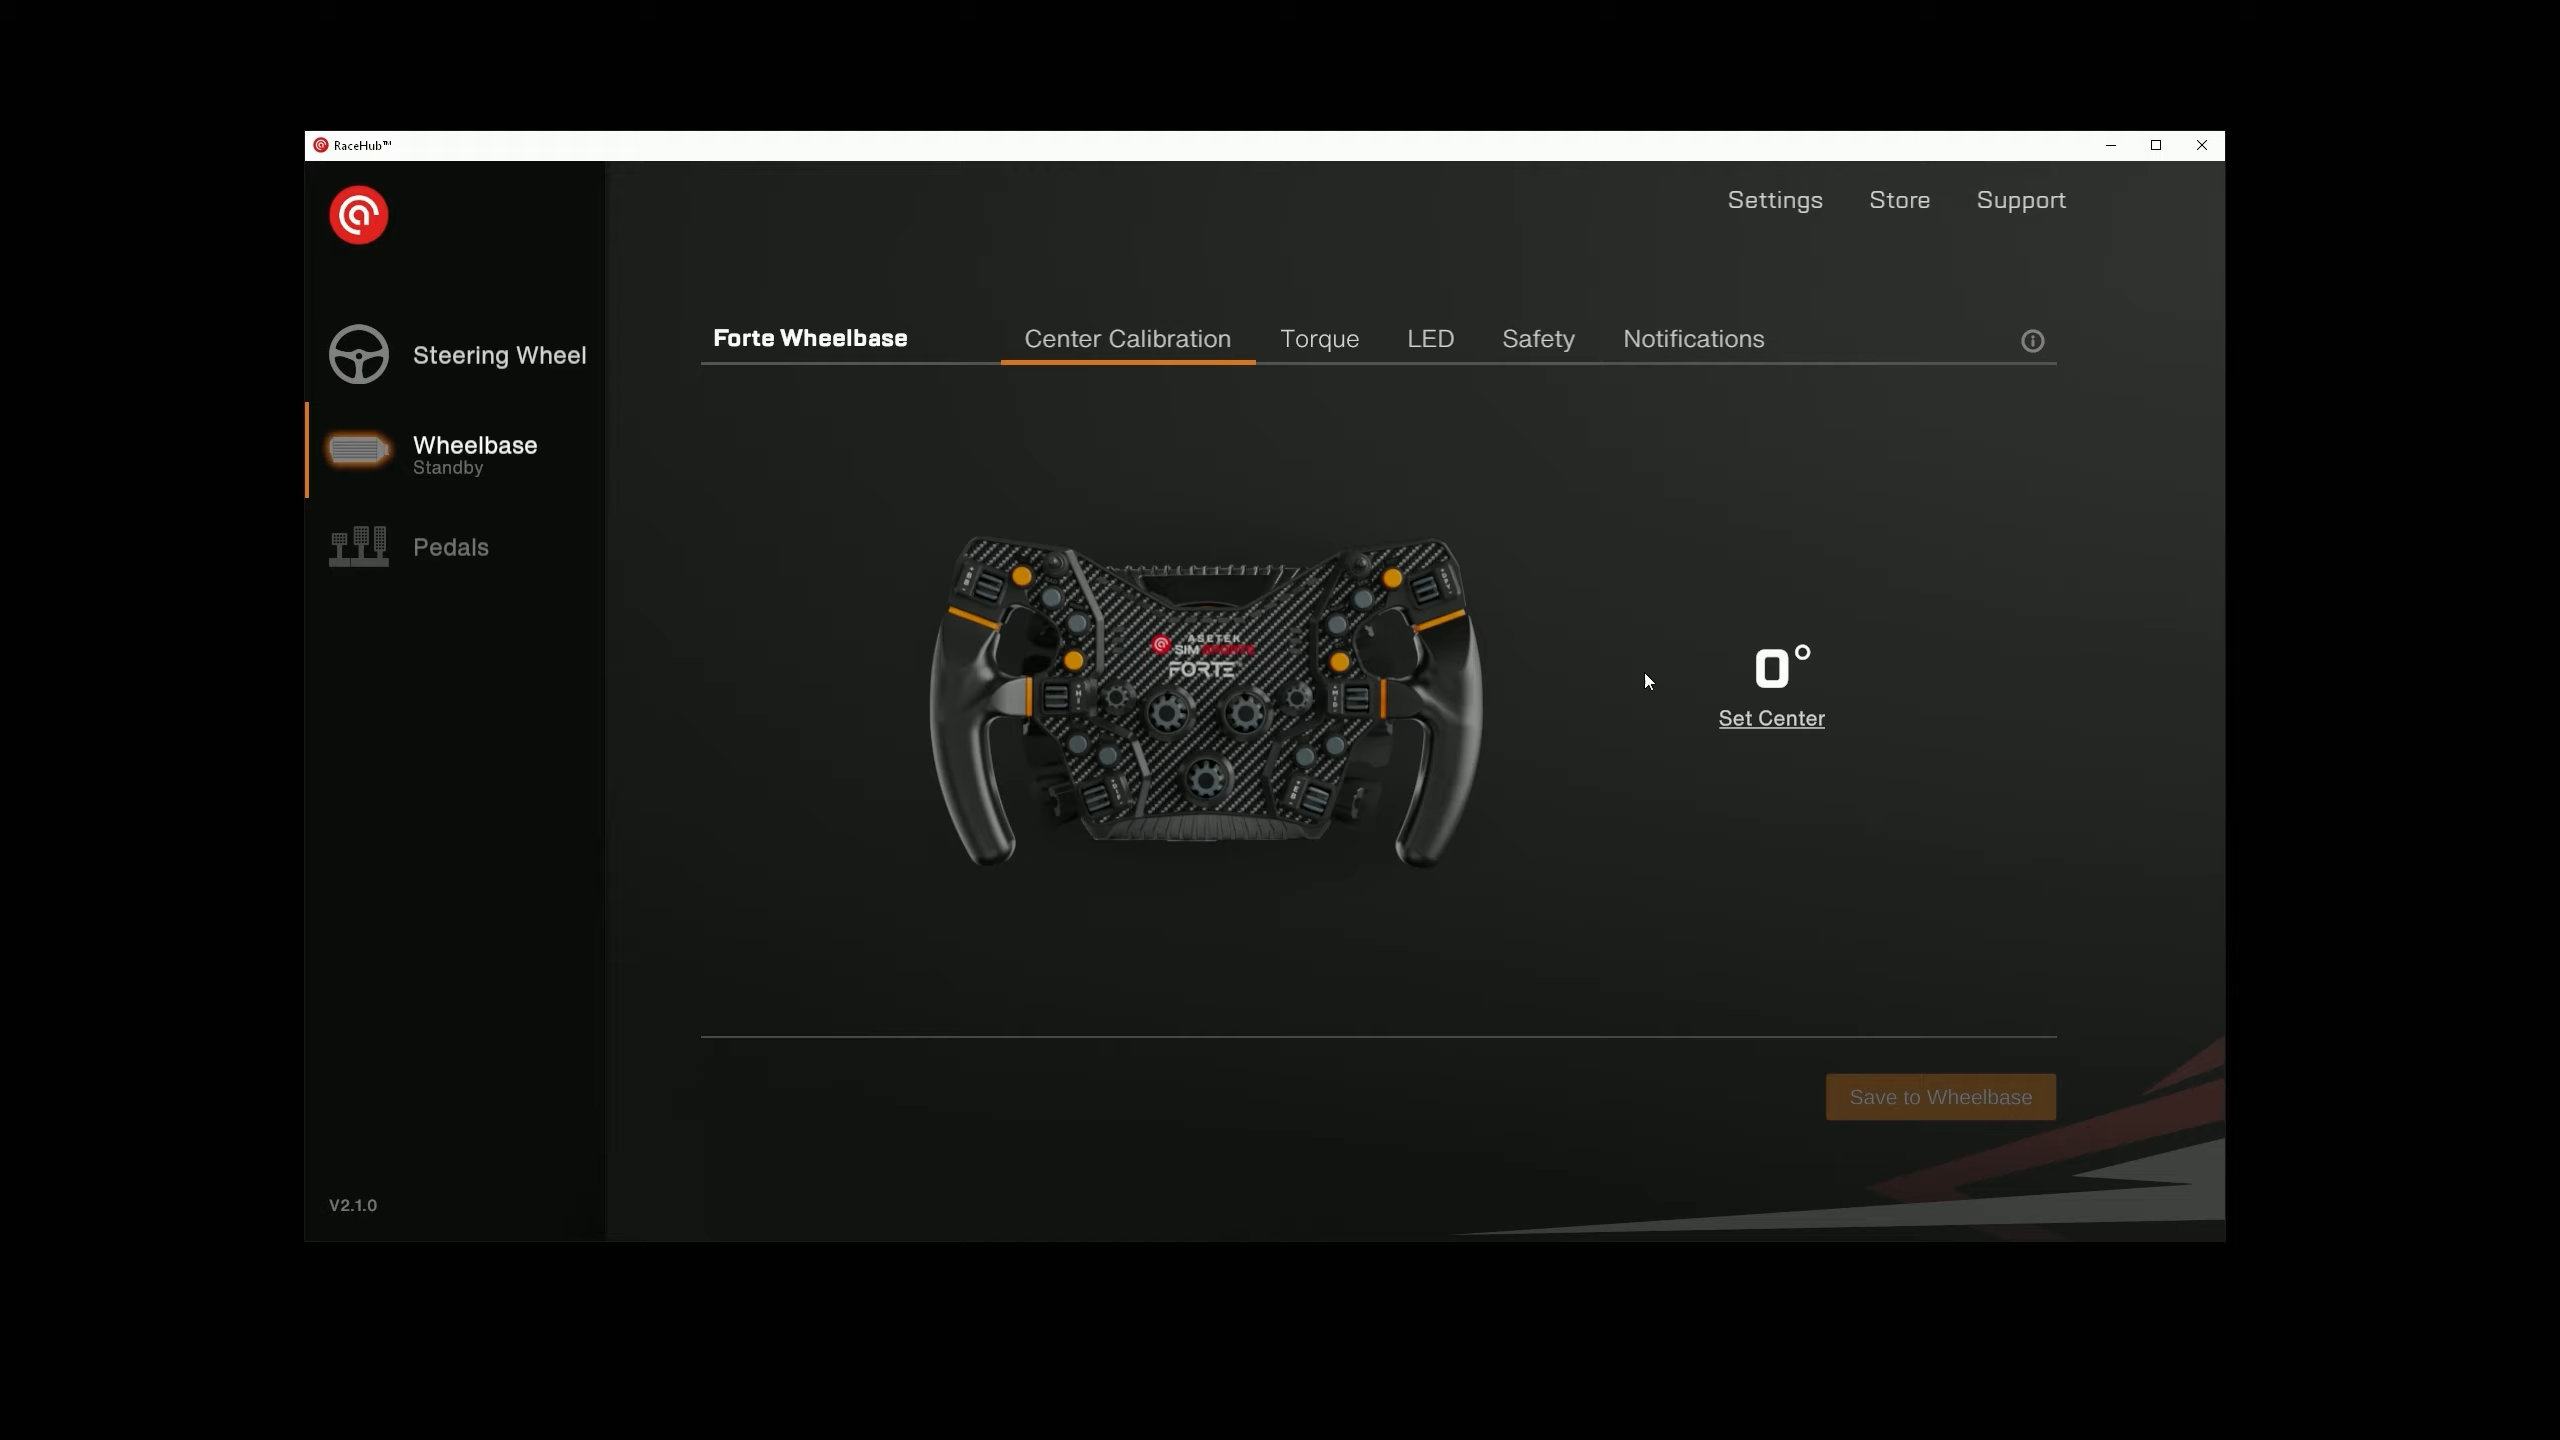 RaceHub™
Settings Store Support
Steering Wheel
Wheelbase
Standby
Pedals
V2.1.0
Forte Wheelbase Center Calibration Torque LED Safety Notifications
ASETEK
SIMSPORTS
FORTE
0°
Set Center
Save to Wheelbase